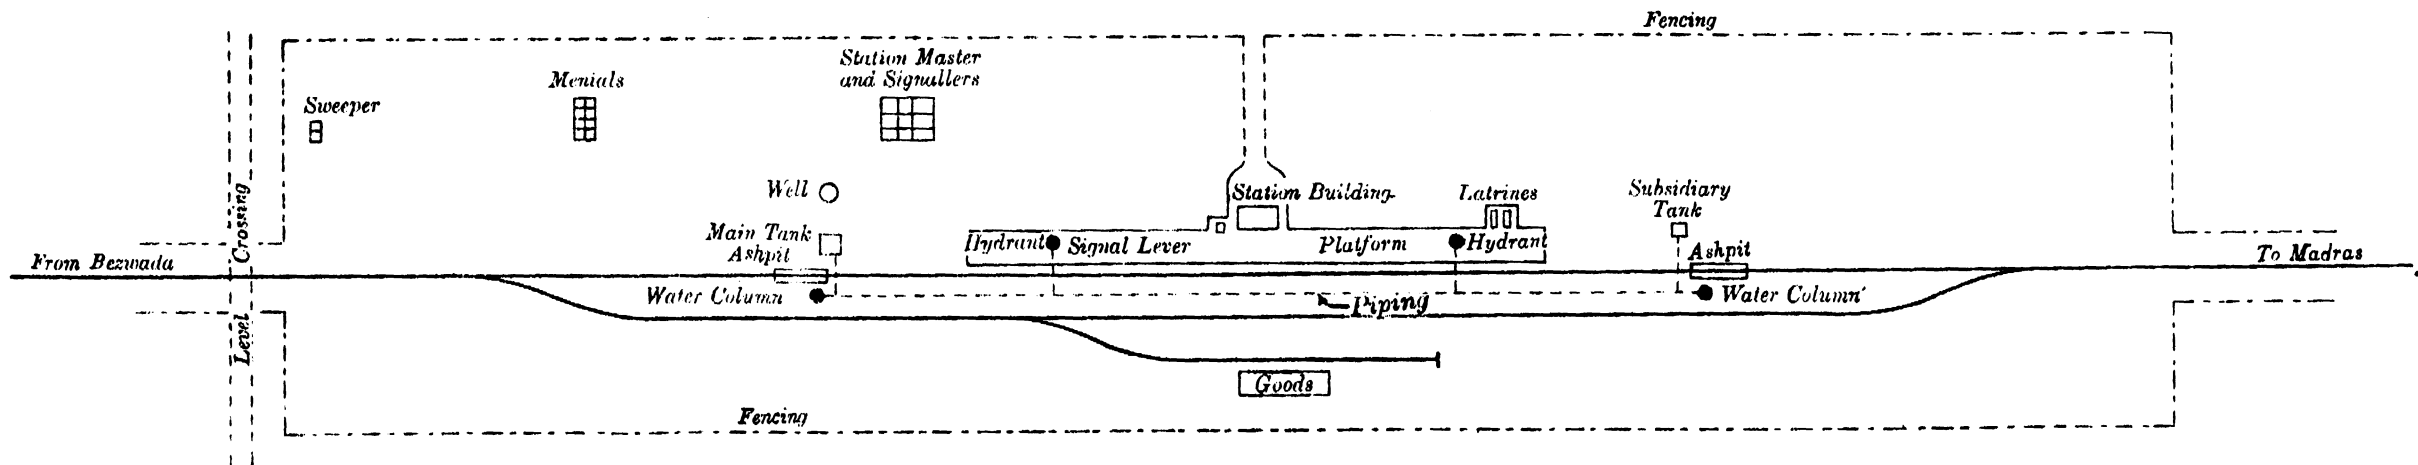 Fencing
Station Master
and Signallers
Menials
Sweeper
Well
Station Building
Latrines
Subsidiary
Tank
Crossing
Main Tank
Ashpit
Hydrant
Signal Lever
Platform
Hydrant
Ashpit
From Bezwada
To Madras
Water Column
Water Column
Piping
Level
Goods
Fencing